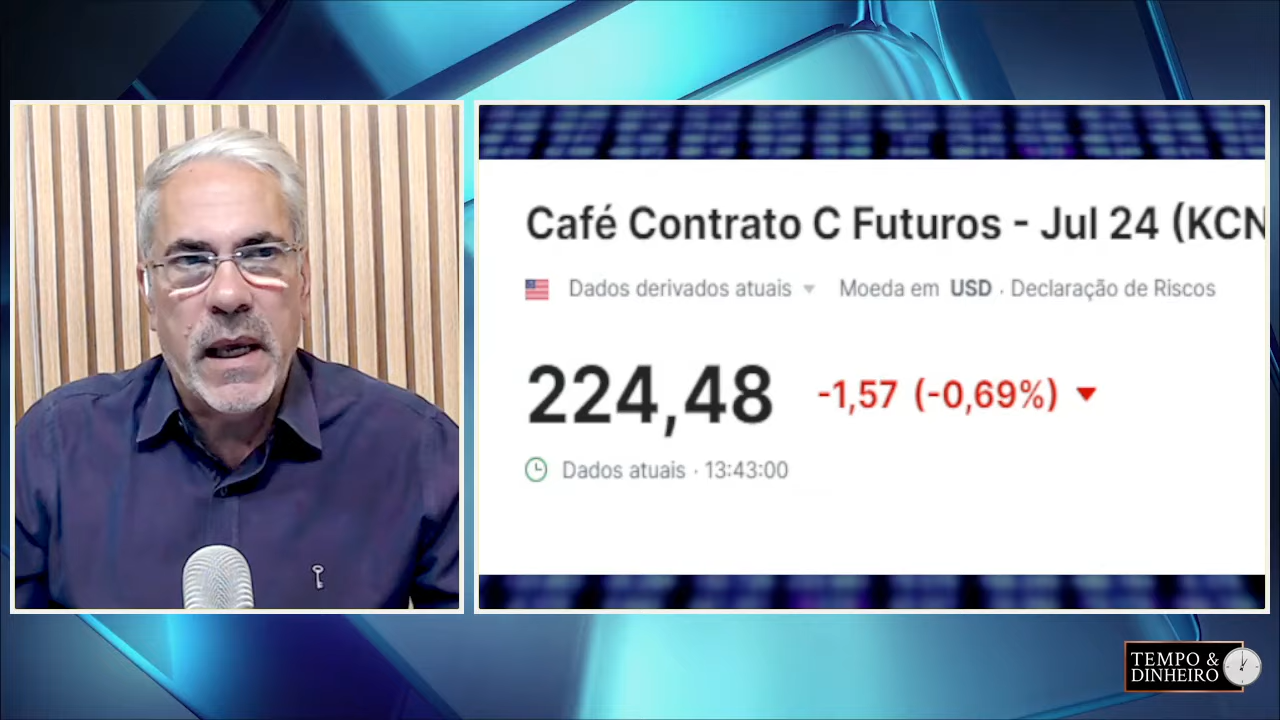 Café Contrato C Futuros - Jul 24 (KCN
Dados derivados atuais Moeda em USD . Declaração de Riscos
224,48 -1,57 (-0,69%)
Dados atuais · 13:43:00
TEMPO &
DINHEIRO